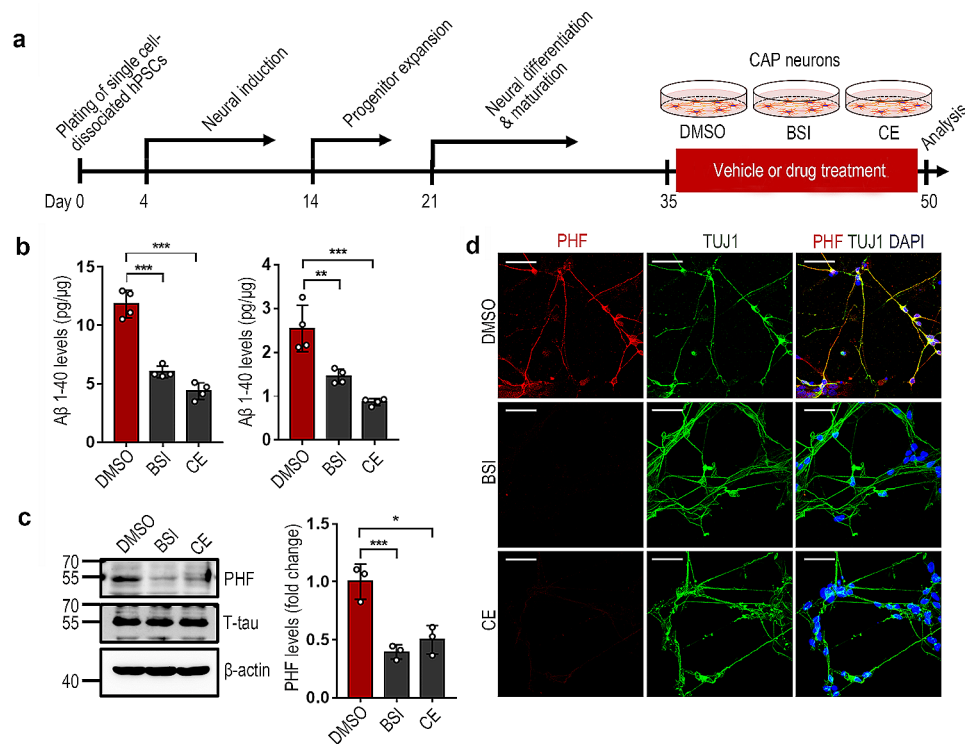 a
Plating of single cell-
dissociated hPSCs
Neural induction
Progenitor expansion
Neural differentiation
& maturation
CAP neurons
DMSO BSI CE
Vehicle or drug treatment
Analysis
Day 0 4 14 21 35 50
b
Aβ 1-40 levels (pg/μg)
15
10
5
0
***
***
DMSO BSI CE
Aβ 1-40 levels (pg/μg)
4
3
2
1
0
***
**
DMSO BSI CE
c
DMSO BSI CE
70
55
PHF
70
55
T-tau
40
β-actin
PHF levels (fold change)
1.5
1.0
0.5
0.0
*
***
DMSO BSI CE
d
PHF TUJ1 PHF TUJ1 DAPI
DMSO
BSI
CE